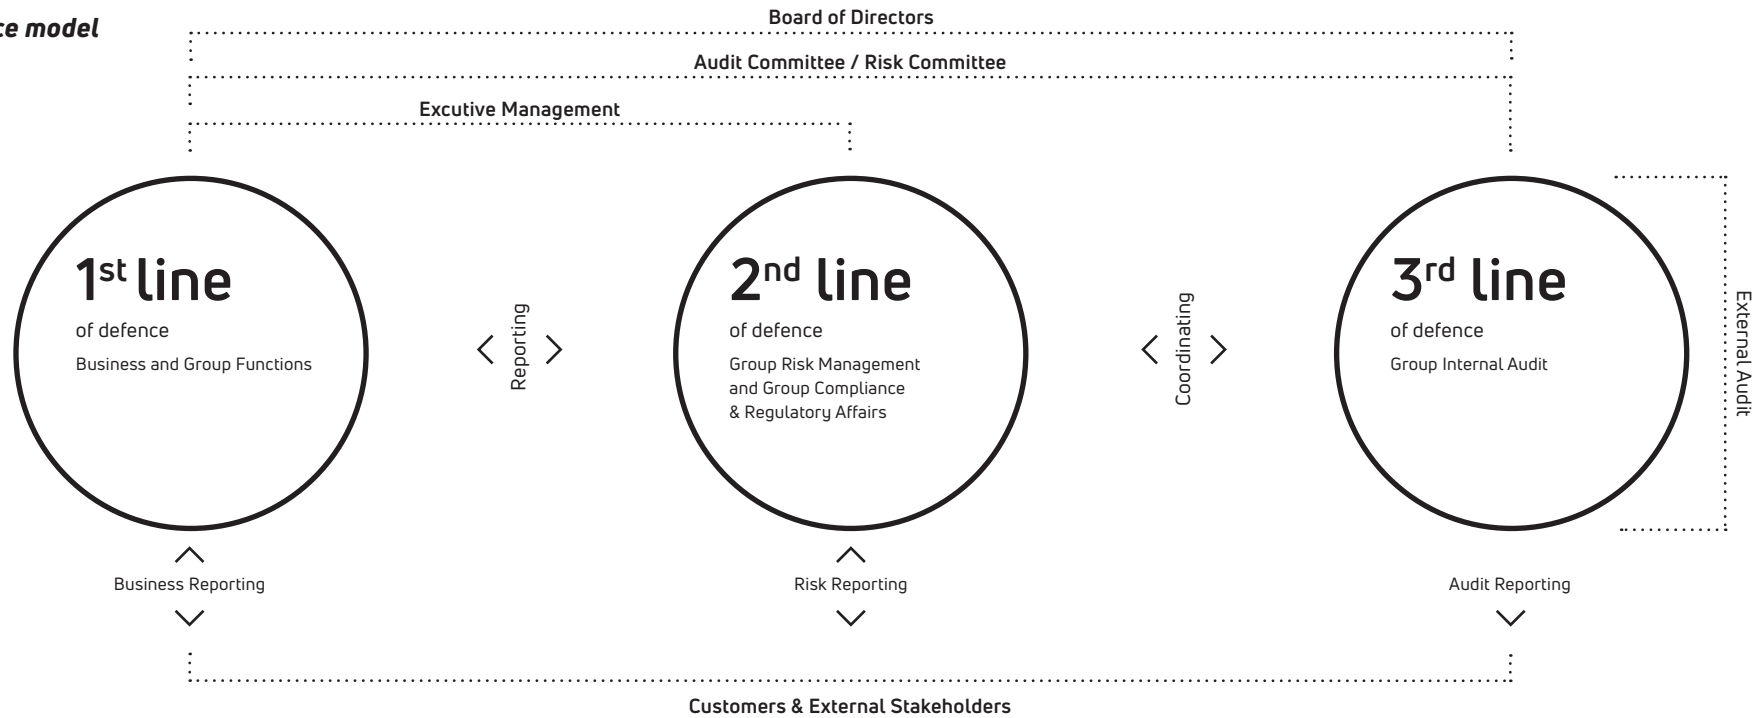 ce model
Board of Directors
Audit Committee / Risk Committee
Excutive Management
1st line
of defence
Business and Group Functions
Reporting
2nd line
of defence
Group Risk Management
and Group Compliance
& Regulatory Affairs
Coordinating
3rd line
of defence
Group Internal Audit
External Audit
Business Reporting
Risk Reporting
Audit Reporting
Customers & External Stakeholders